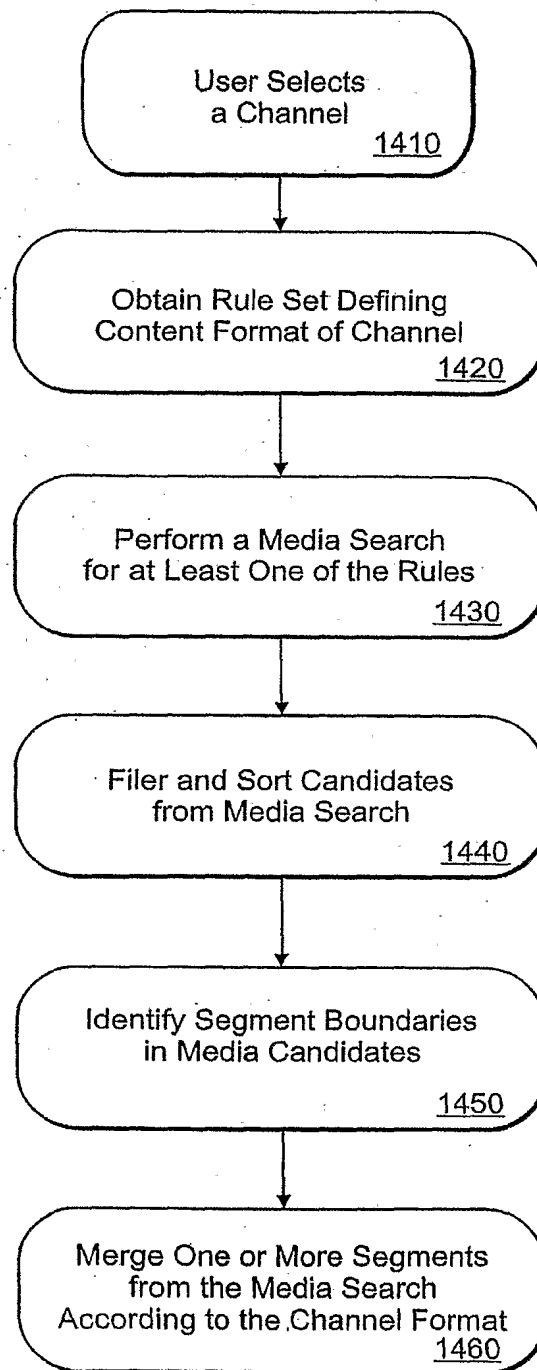 User Selects
a Channel
1410
Obtain Rule Set Defining
Content Format of Channel
1420
Perform a Media Search
for at Least One of the Rules
1430
Filer and Sort Candidates
from Media Search
1440
Identify Segment Boundaries
in Media Candidates
1450
Merge One or More Segments
from the Media Search
According to the Channel Format
1460